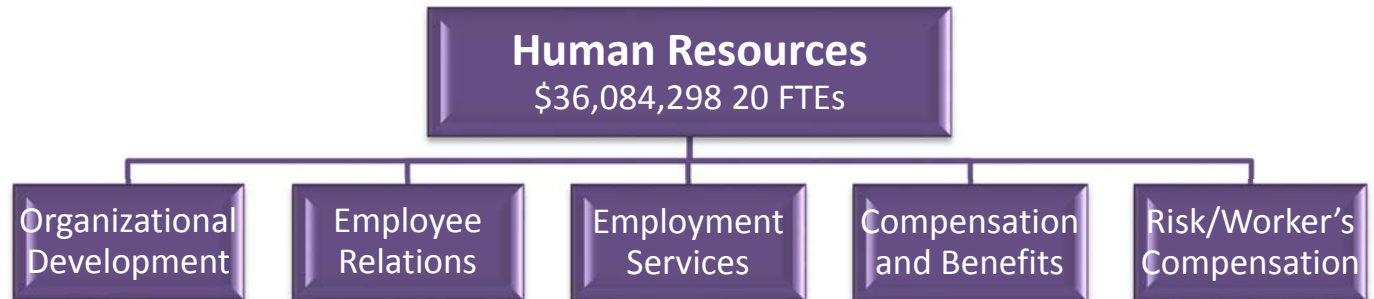 Human Resources
$36,084,298 20 FTEs
Organizational
Development
Employee
Relations
Employment
Services
Compensation
and Benefits
Risk/Worker’s
Compensation